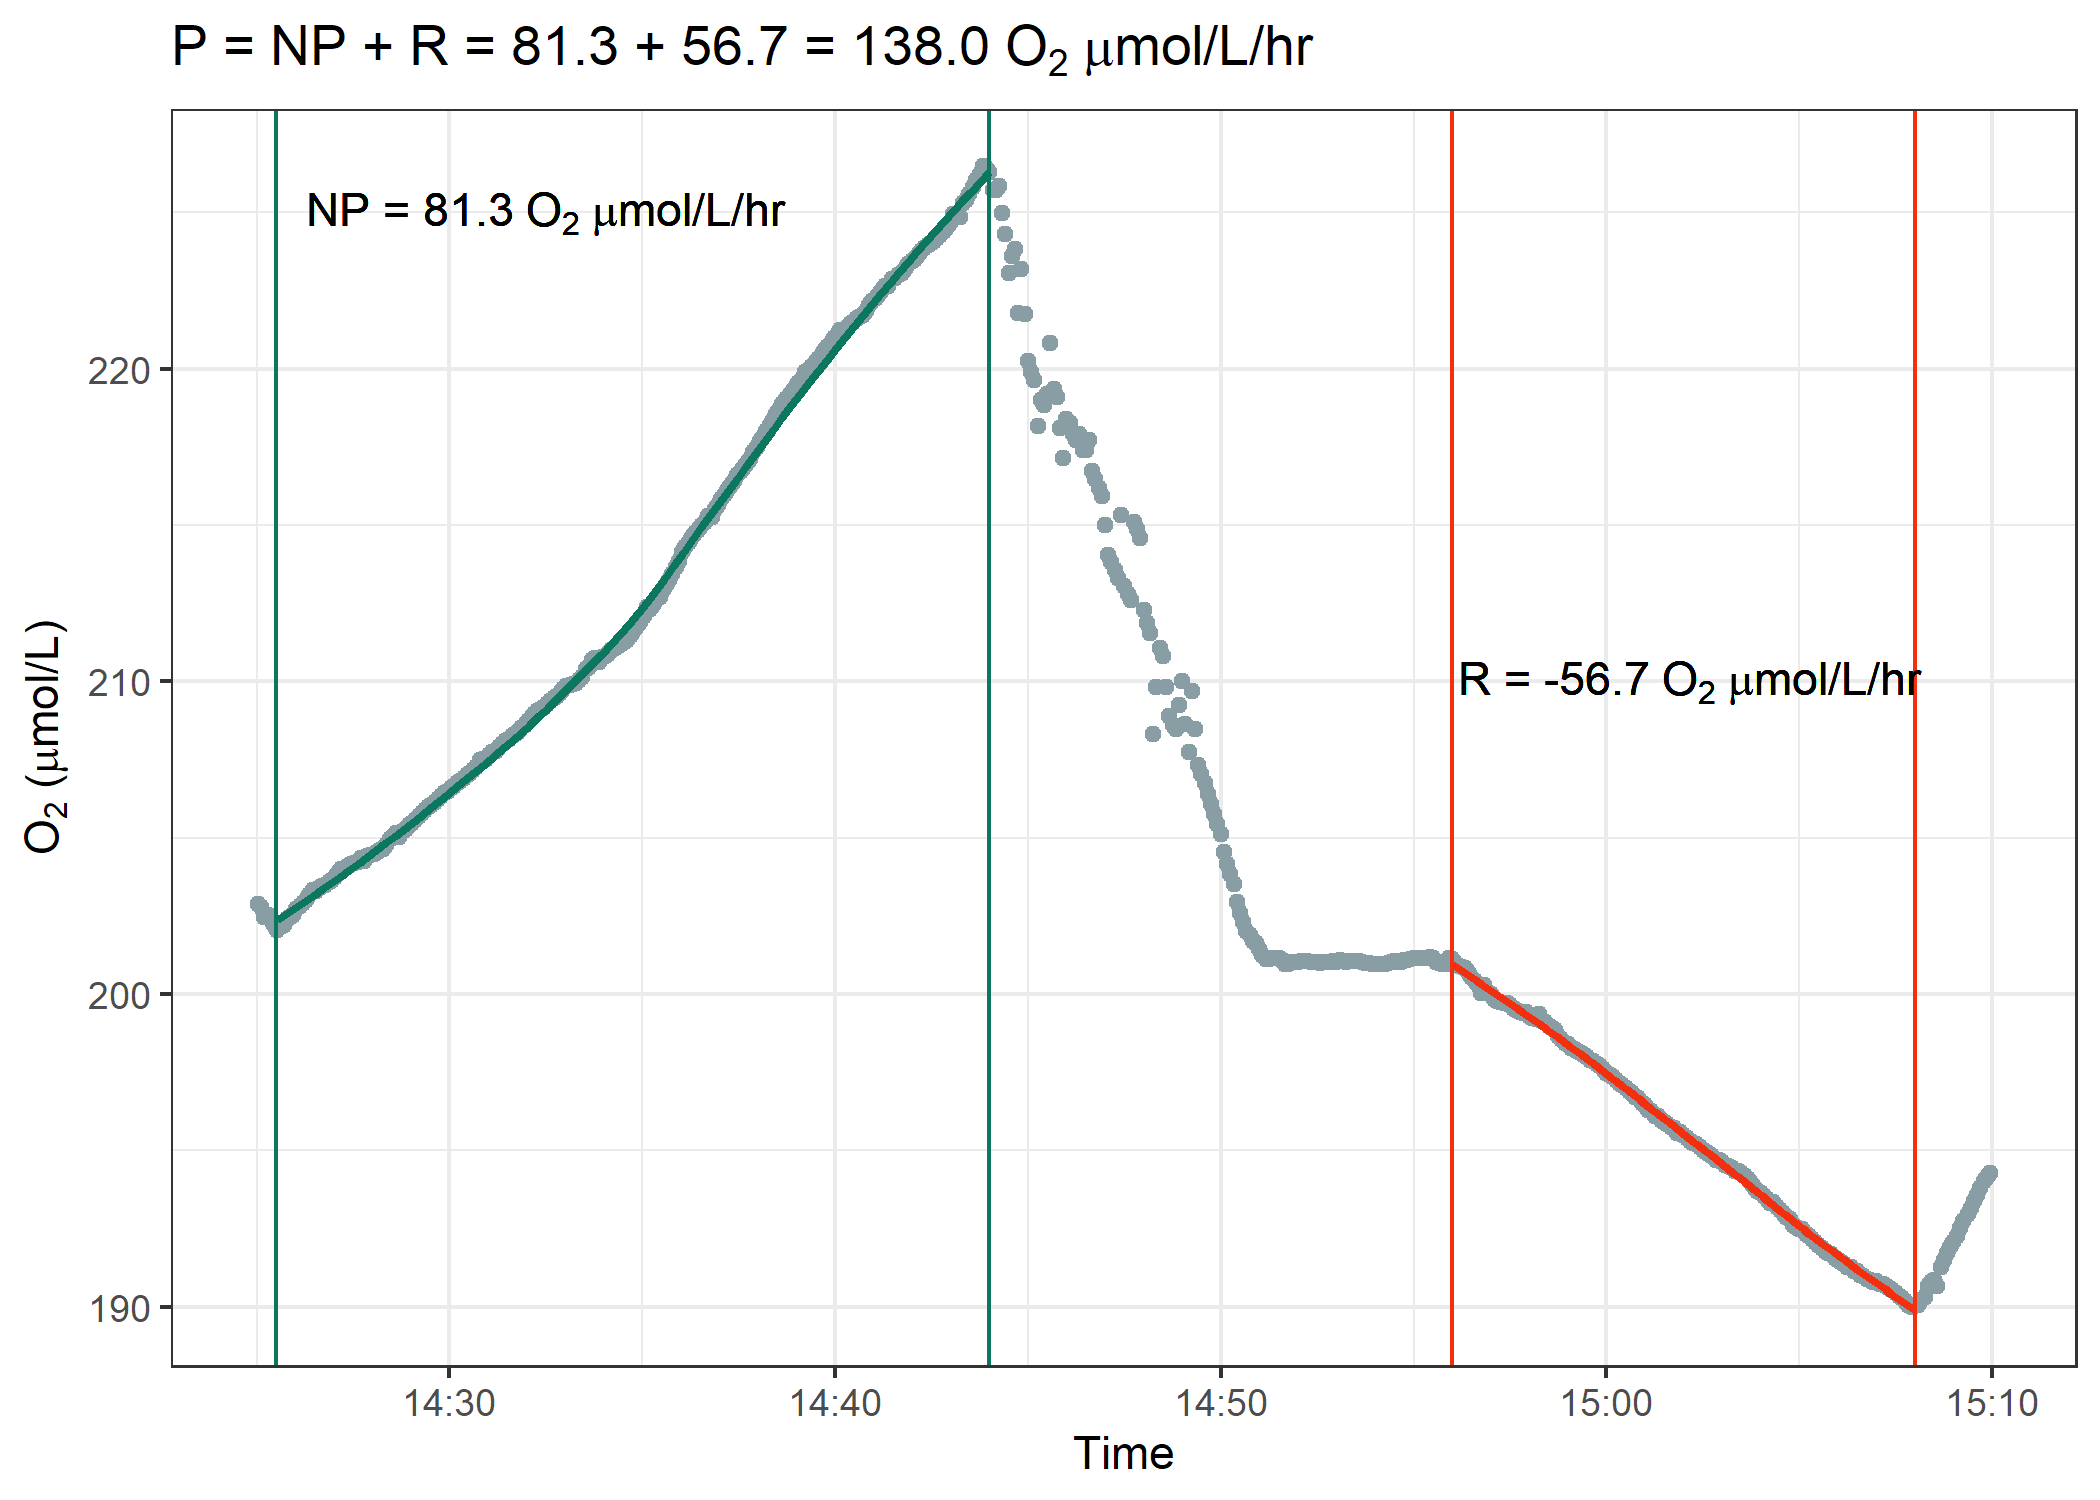 P = NP + R = 81.3 + 56.7 = 138.0 O₂ μmol/L/hr
NP = 81.3 O₂ μmol/L/hr
R = -56.7 O₂ μmol/L/hr
O₂ (μmol/L)
220
210
200
190
14:30 14:40 14:50 15:00 15:10
Time